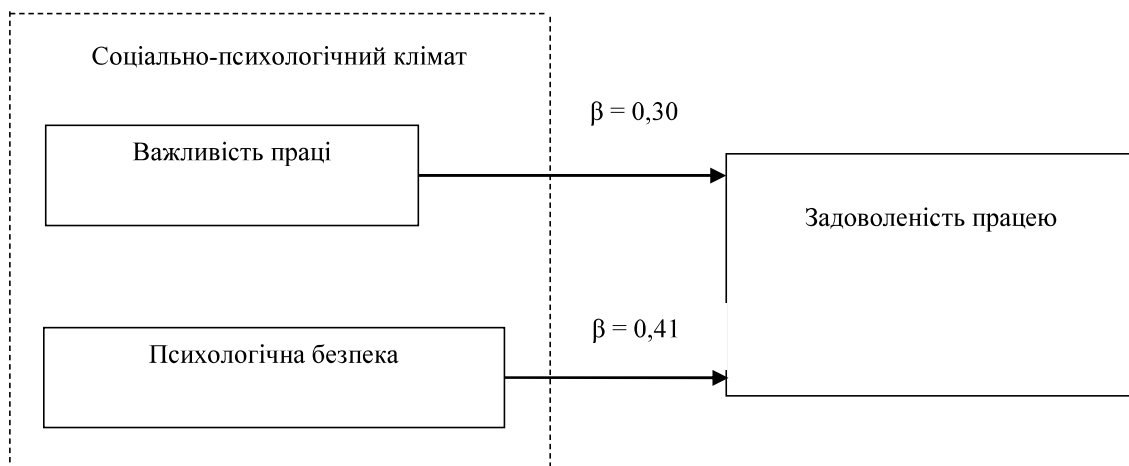 Соціально-психологічний клімат
β = 0,30
Важливість праці
Задоволеність працею
β = 0,41
Психологічна безпека